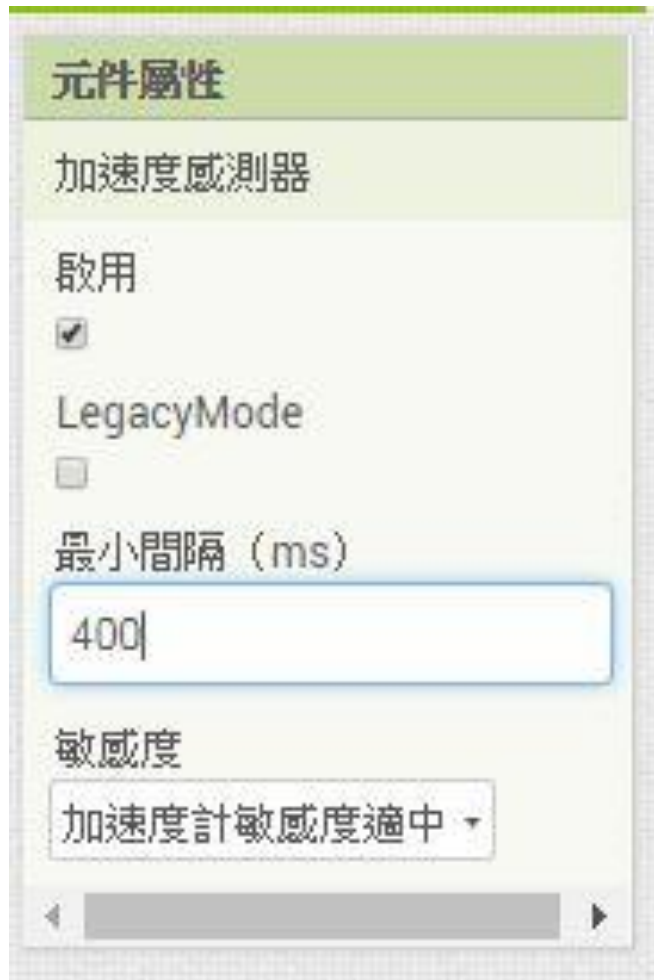 元件屬性
加速度感測器
啟用
LegacyMode
最小間隔（ms）
400
敏感度
加速度計敏感度適中